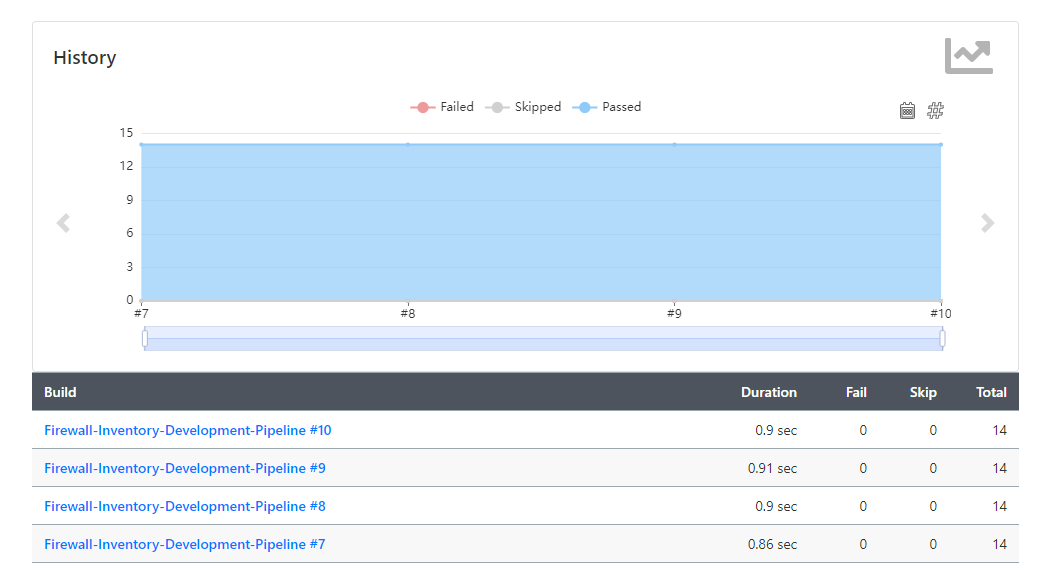 History
Failed Skipped Passed
15
12
9
6
3
0
#7 #8 #9 #10
Build Duration Fail Skip Total
Firewall-Inventory-Development-Pipeline #10 0.9 sec 0 0 14
Firewall-Inventory-Development-Pipeline #9 0.91 sec 0 0 14
Firewall-Inventory-Development-Pipeline #8 0.9 sec 0 0 14
Firewall-Inventory-Development-Pipeline #7 0.86 sec 0 0 14